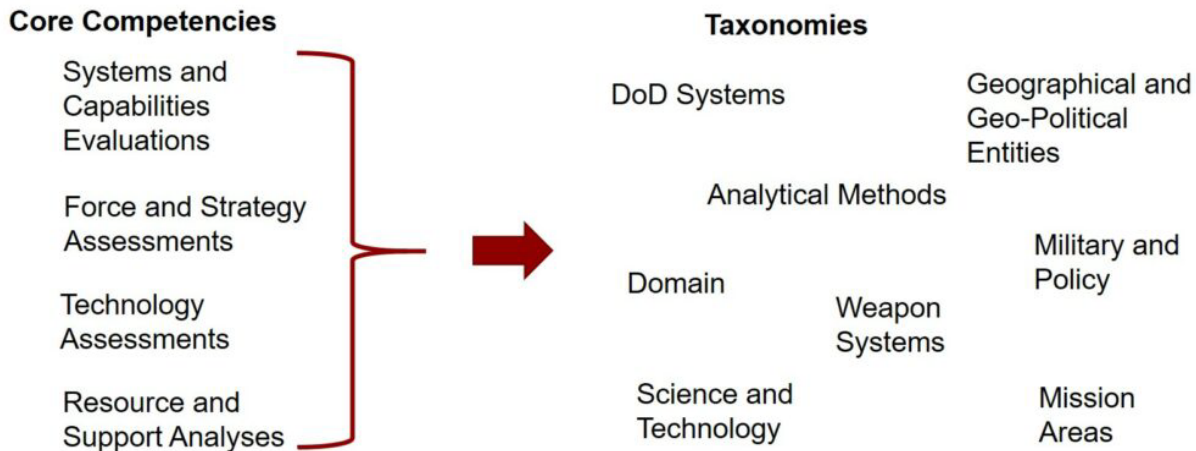 Core Competencies
Systems and
Capabilities
Evaluations
Force and Strategy
Assessments
Technology
Assessments
Resource and
Support Analyses
Taxonomies
DoD Systems
Geographical and
Geo-Political
Entities
Analytical Methods
Military and
Policy
Domain
Weapon
Systems
Science and
Technology
Mission
Areas